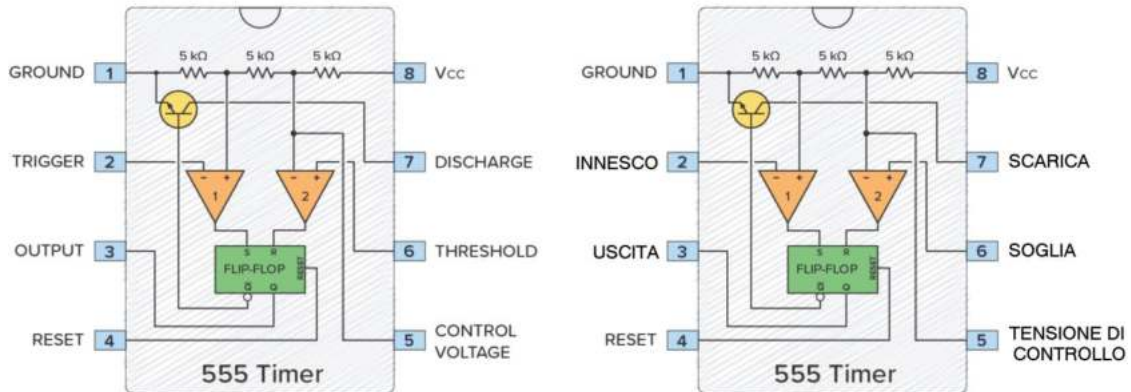 5 kΩ 5 kΩ 5 kΩ
GROUND 1
8 Vcc
TRIGGER 2
7 DISCHARGE
- + - +
1 2
OUTPUT 3
6 THRESHOLD
S R
FLIP-FLOP
RESET
Q Q
RESET 4
5 CONTROL
VOLTAGE
555 Timer
5 kΩ 5 kΩ 5 kΩ
GROUND 1
8 Vcc
INNESCO 2
7 SCARICA
- + - +
1 2
USCITA 3
6 SOGLIA
S R
FLIP-FLOP
RESET
Q Q
RESET 4
5 TENSIONE DI
CONTROLLO
555 Timer